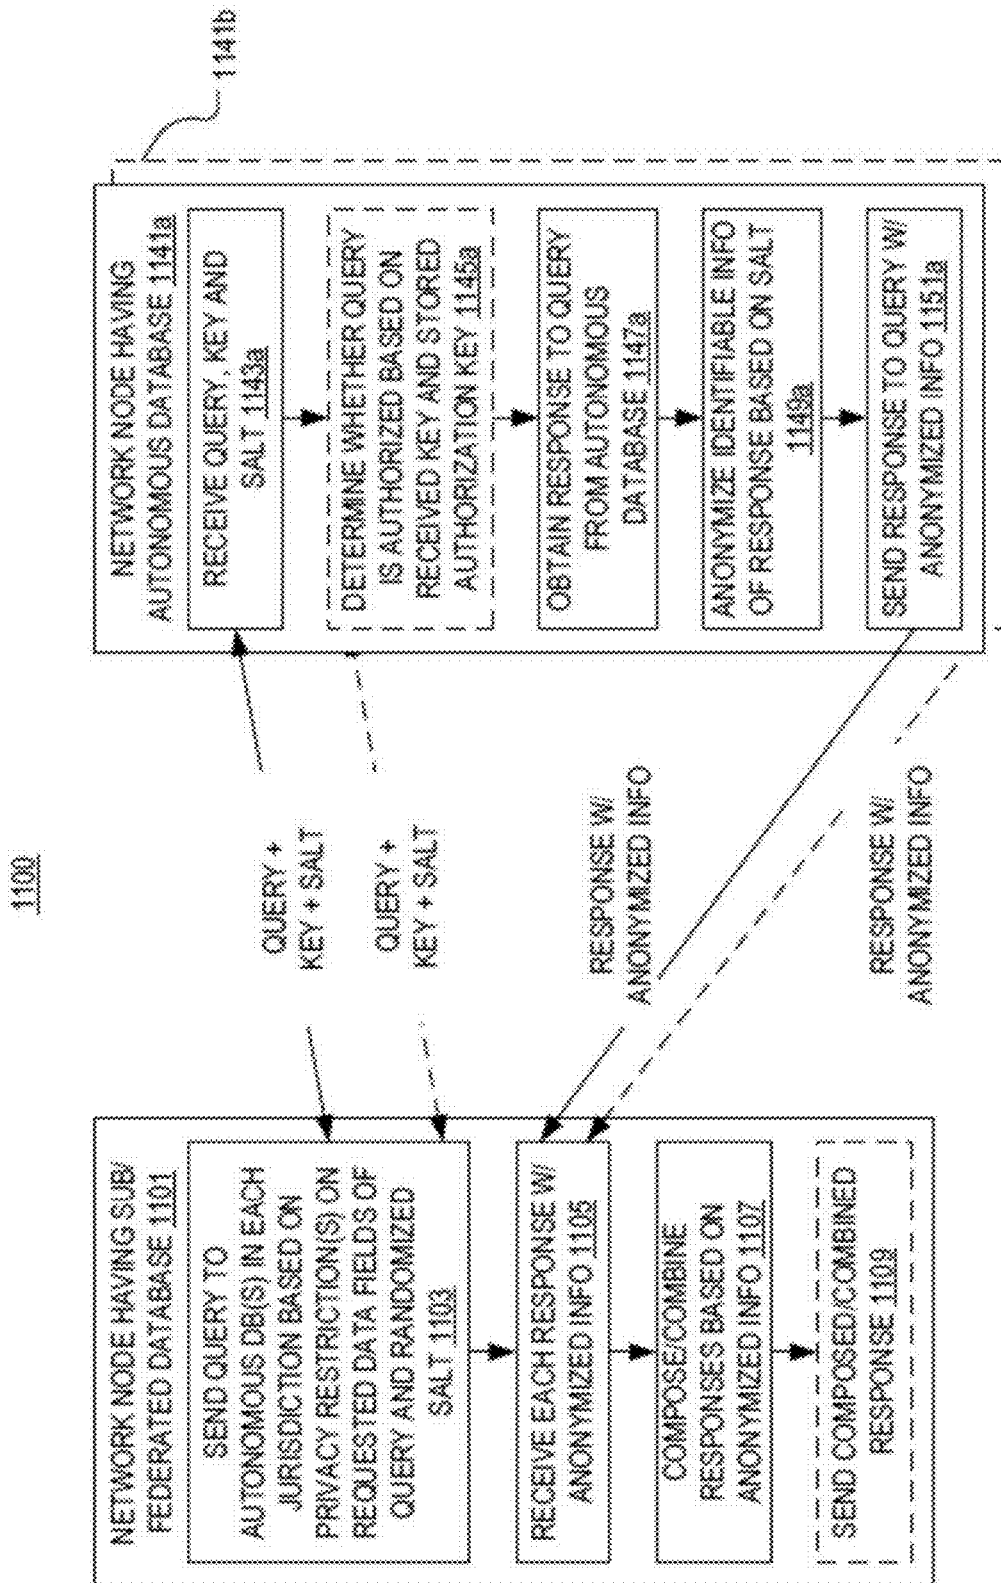 1100
NETWORK NODE HAVING SUB/
FEDERATED DATABASE 1101
SEND QUERY TO
AUTONOMOUS DB(S) IN EACH
JURISDICTION BASED ON
PRIVACY RESTRICTION(S) ON
REQUESTED DATA FIELDS OF
QUERY AND RANDOMIZED
SALT 1103
RECEIVE EACH RESPONSE W/
ANONYMIZED INFO 1105
COMPOSE/COMBINE
RESPONSES BASED ON
ANONYMIZED INFO 1107
SEND COMPOSED/COMBINED
RESPONSE 1109
QUERY +
KEY + SALT
QUERY +
KEY + SALT
RESPONSE W/
ANONYMIZED INFO
RESPONSE W/
ANONYMIZED INFO
NETWORK NODE HAVING
AUTONOMOUS DATABASE 1141a
RECEIVE QUERY, KEY AND
SALT 1143a
DETERMINE WHETHER QUERY
IS AUTHORIZED BASED ON
RECEIVED KEY AND STORED
AUTHORIZATION KEY 1145a
OBTAIN RESPONSE TO QUERY
FROM AUTONOMOUS
DATABASE 1147a
ANONYMIZE IDENTIFIABLE INFO
OF RESPONSE BASED ON SALT
1149a
SEND RESPONSE TO QUERY W/
ANONYMIZED INFO 1151a
1141b